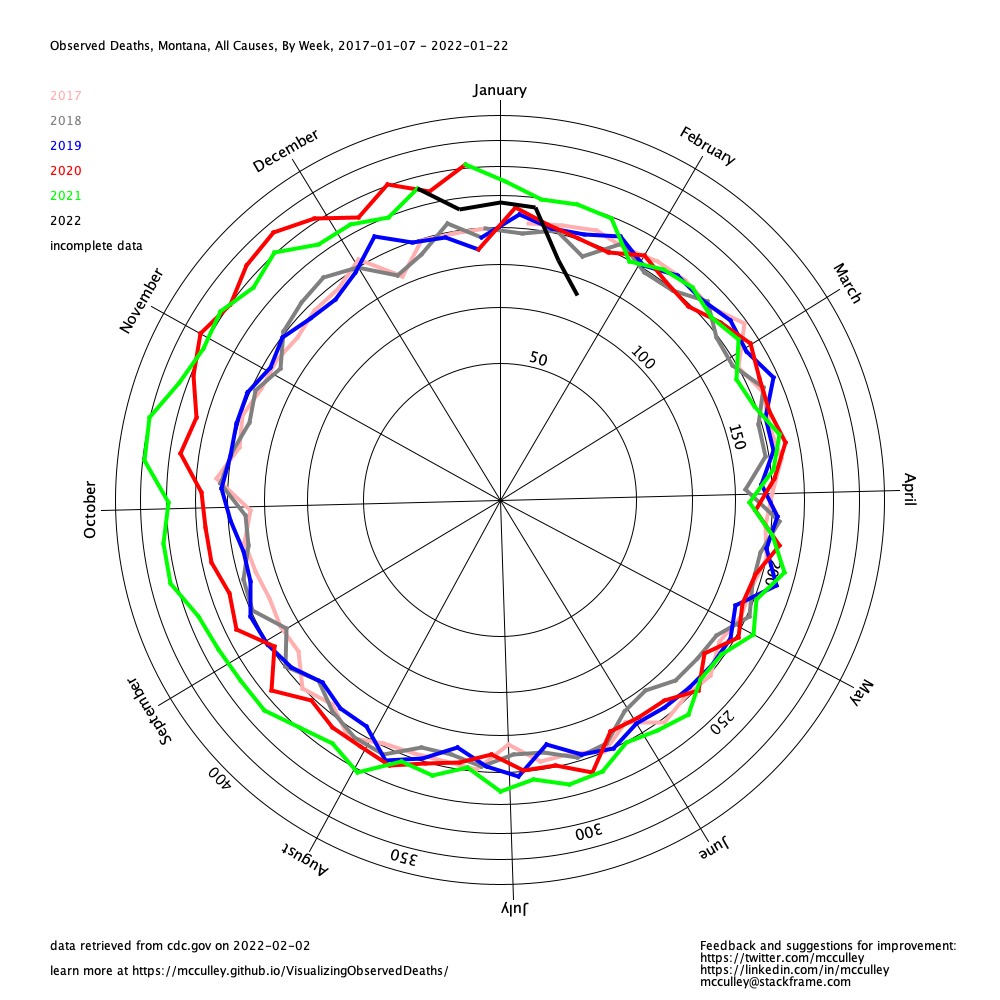 Observed Deaths, Montana, All Causes, By Week, 2017-01-07 - 2022-01-22
January
2017
2018
2019
2020
2021
2022
incomplete data
December
February
November
March
50
100
150
October
April
200
September
May
250
400
300
350
August
June
July
data retrieved from cdc.gov on 2022-02-02
learn more at https://mcculley.github.io/VisualizingObservedDeaths/
Feedback and suggestions for improvement:
https://twitter.com/mcculley
https://linkedin.com/in/mcculley
mcculley@stackframe.com